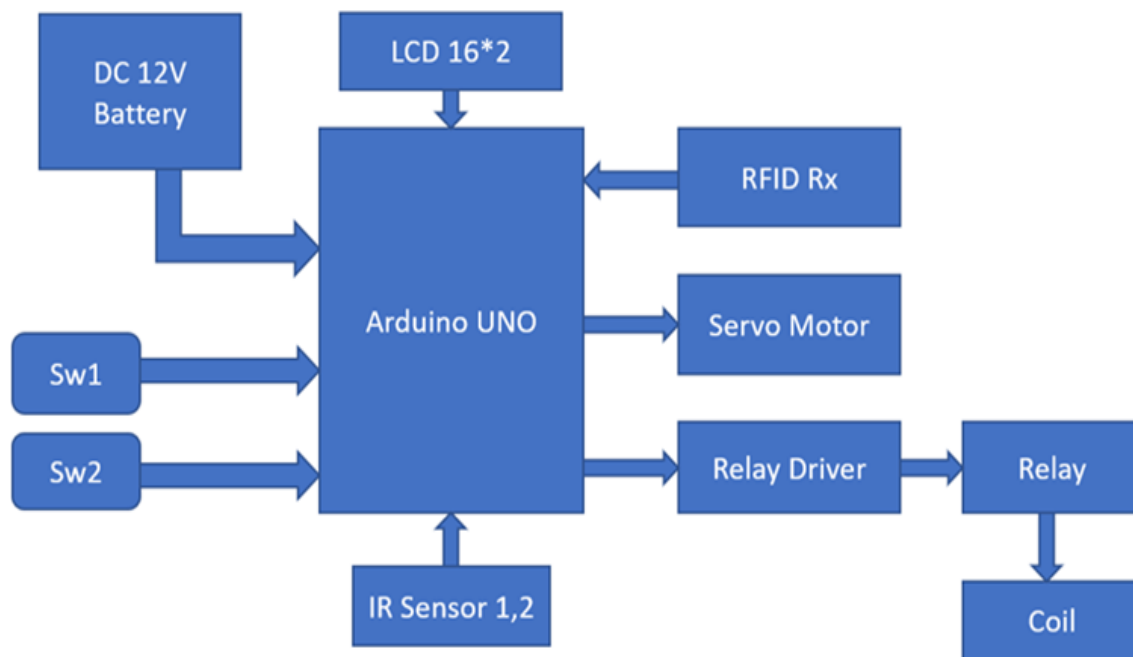 DC 12V
Battery
LCD 16*2
RFID Rx
Arduino UNO
Servo Motor
Sw1
Sw2
Relay Driver
Relay
IR Sensor 1,2
Coil